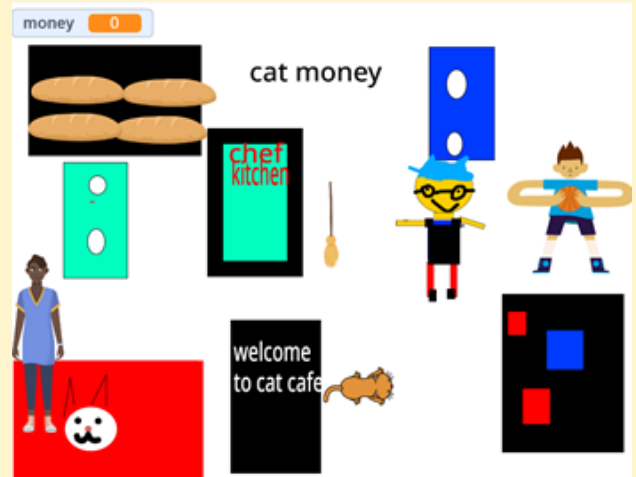 money 0
cat money
chef
kitchen
welcome
to cat cafe